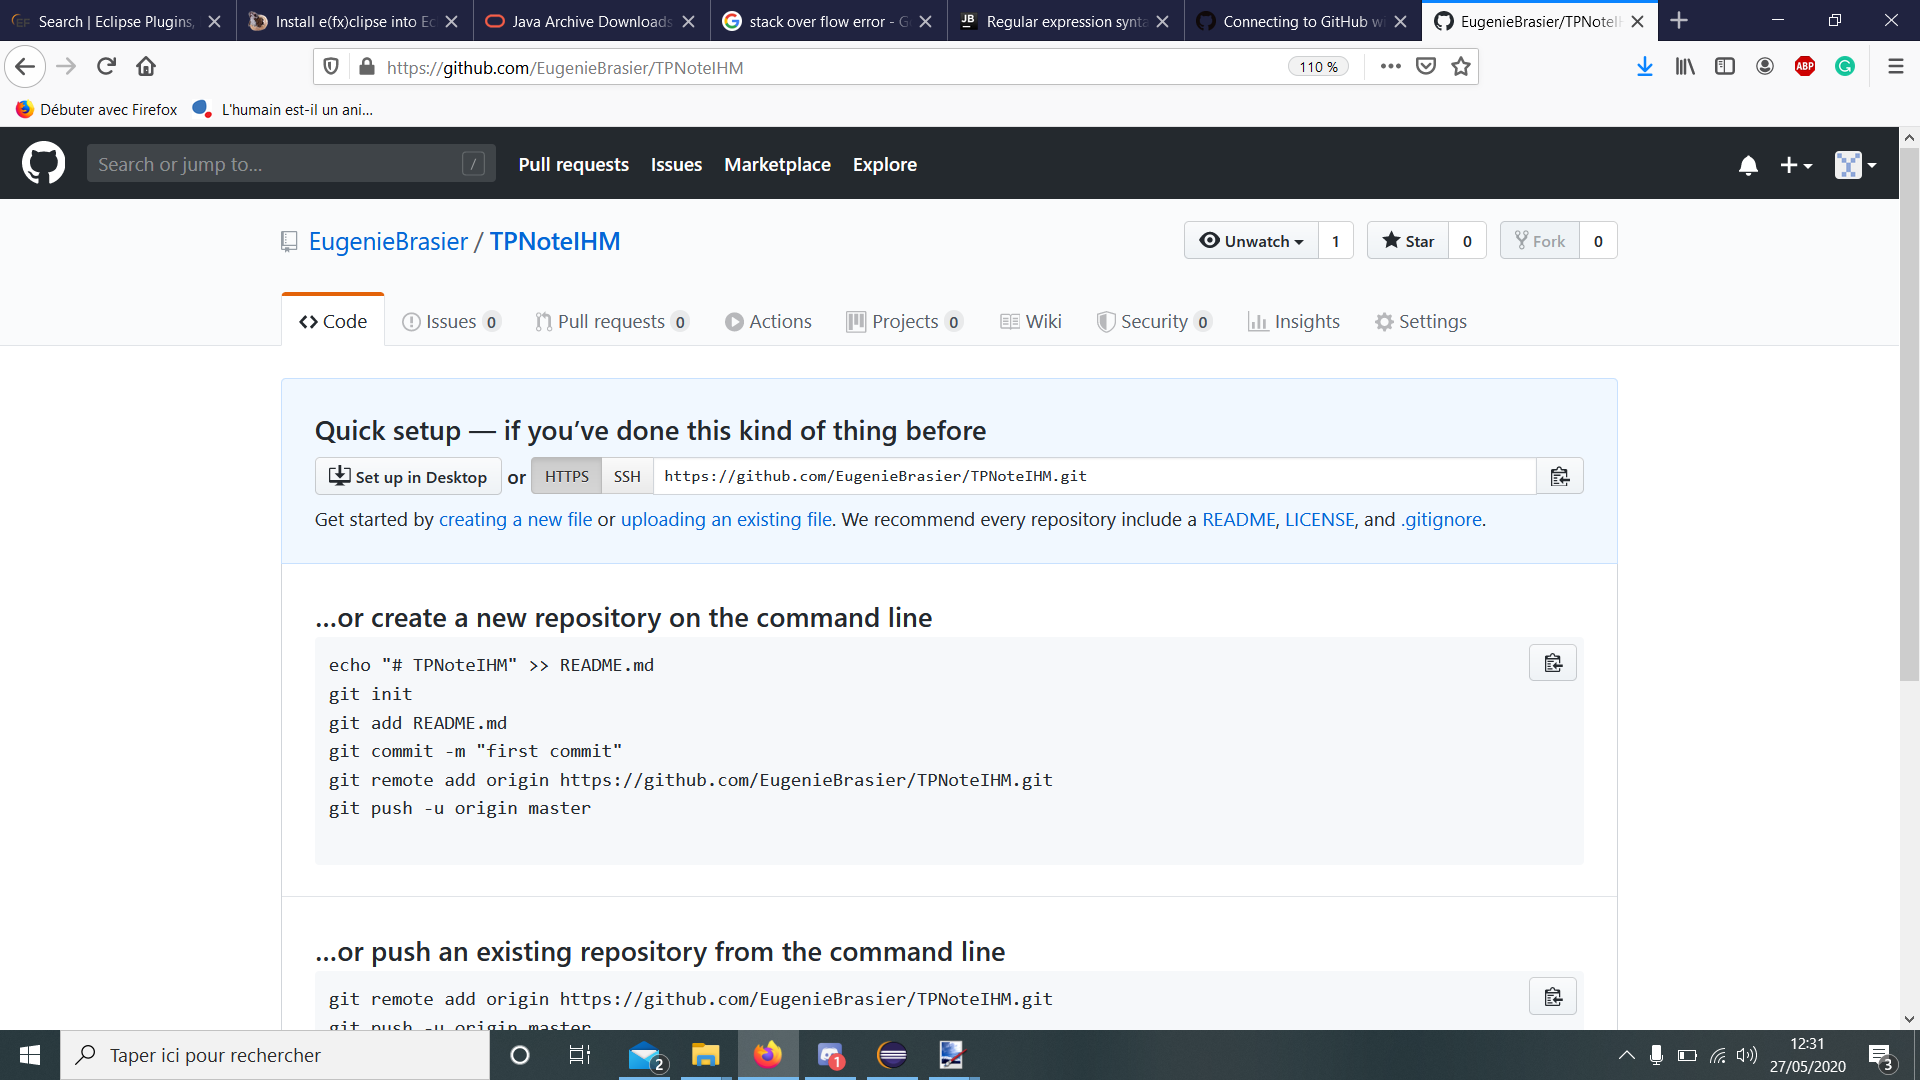 Search | Eclipse Plugins,
Install e(fx)clipse into Ec
Java Archive Downloads
stack over flow error - G
JB
Regular expression synta
Connecting to GitHub wi
EugenieBrasier/TPNoteI
https://github.com/EugenieBrasier/TPNoteIHM
110 %
ABP
Débuter avec Firefox
L'humain est-il un ani...
Search or jump to...
/
Pull requests
Issues
Marketplace
Explore
EugenieBrasier / TPNoteIHM
Unwatch
1
Star
0
Fork
0
Code
Issues 0
Pull requests 0
Actions
Projects 0
Wiki
Security 0
Insights
Settings
Quick setup — if you’ve done this kind of thing before
Set up in Desktop
or
HTTPS
SSH
https://github.com/EugenieBrasier/TPNoteIHM.git
Get started by creating a new file or uploading an existing file. We recommend every repository include a README, LICENSE, and .gitignore.
…or create a new repository on the command line
echo "# TPNoteIHM" >> README.md
git init
git add README.md
git commit -m "first commit"
git remote add origin https://github.com/EugenieBrasier/TPNoteIHM.git
git push -u origin master
…or push an existing repository from the command line
git remote add origin https://github.com/EugenieBrasier/TPNoteIHM.git
git push -u origin master
Taper ici pour rechercher
2
1
12:31
27/05/2020
3